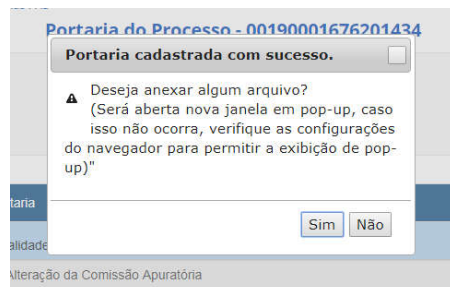 Portaria do Processo - 00190001676201434
Portaria cadastrada com sucesso.
Deseja anexar algum arquivo?
(Será aberta nova janela em pop-up, caso
isso não ocorra, verifique as configurações
do navegador para permitir a exibição de pop-
up)"
Sim Não
taria
alidade
Alteração da Comissão Apuratória